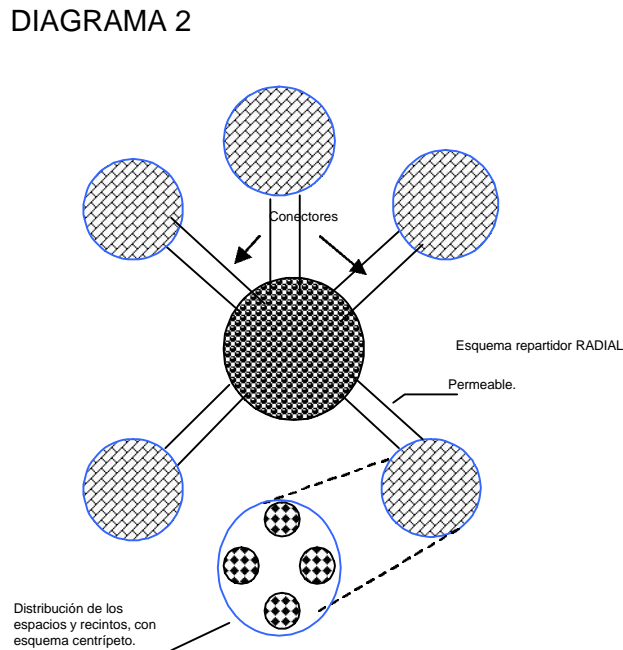 DIAGRAMA 2
Conectores
Esquema repartidor RADIAL
Permeable.
Distribución de los
espacios y recintos, con
esquema centrípeto.